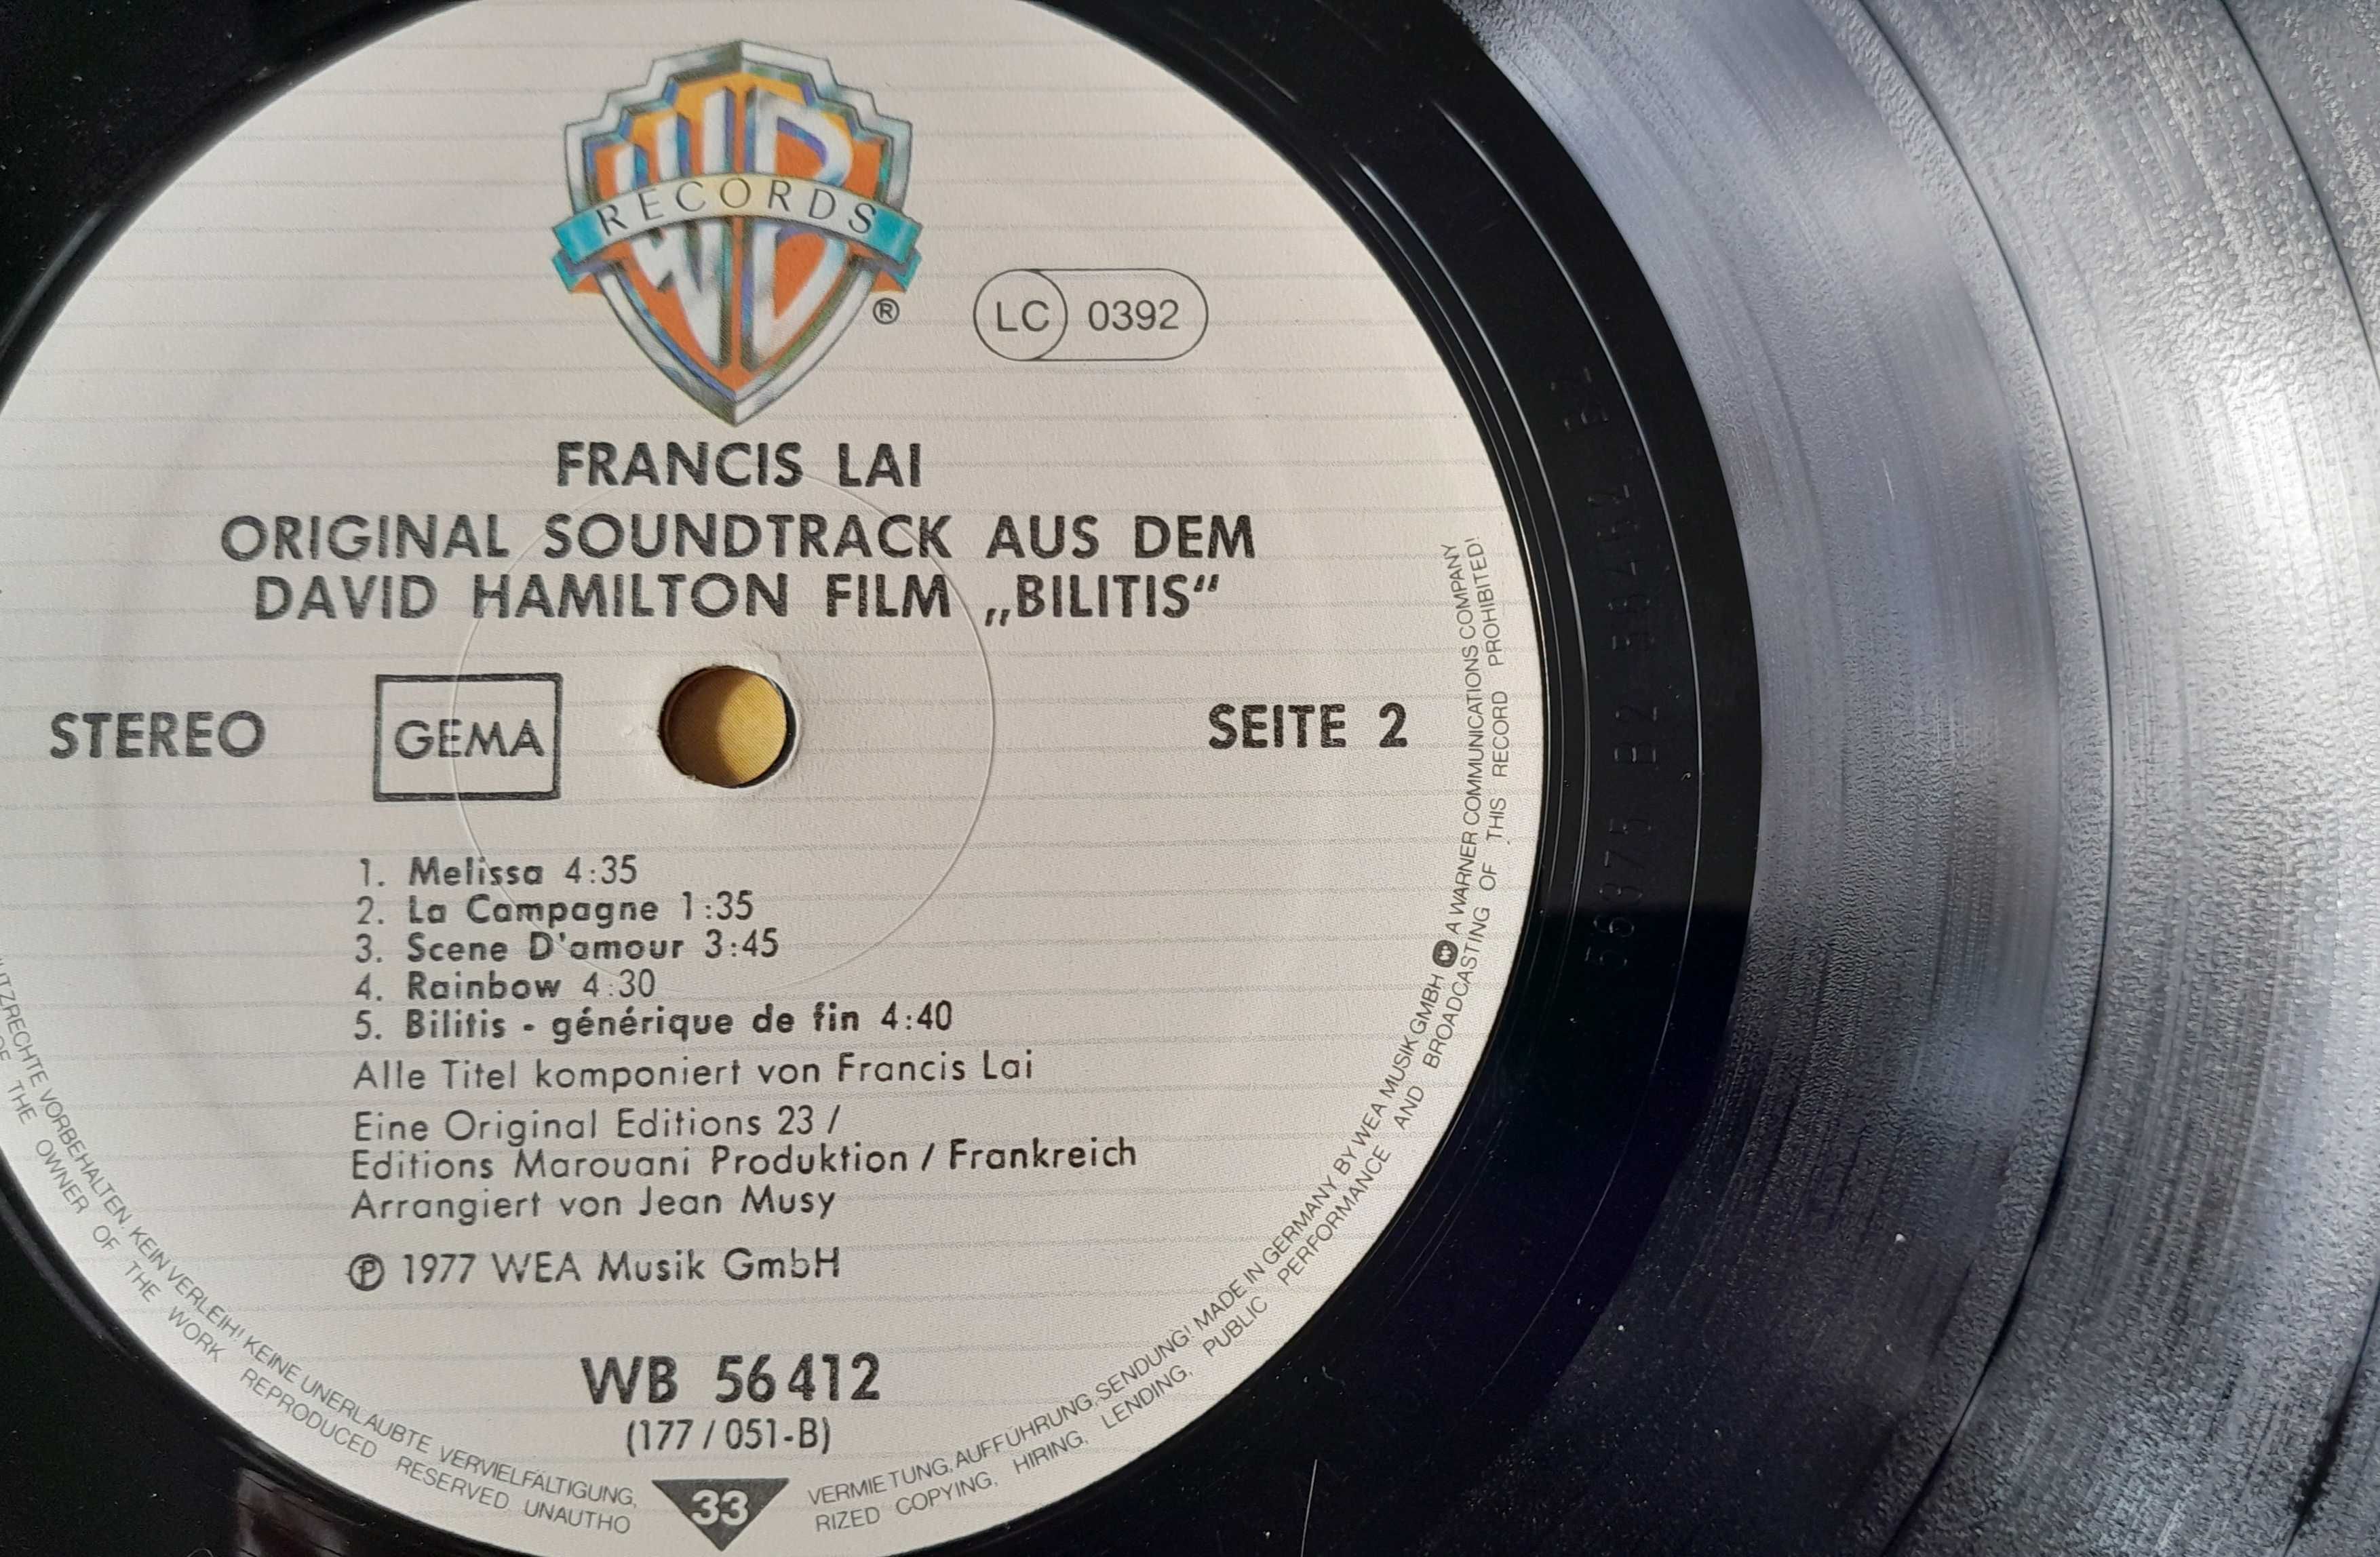 WB
RECORDS
®
LC 0392
FRANCIS LAI
ORIGINAL SOUNDTRACK AUS DEM
DAVID HAMILTON FILM „BILITIS“
STEREO
GEMA
SEITE 2
1. Melissa 4:35
2. La Campagne 1:35
3. Scene D'amour 3:45
4. Rainbow 4:30
5. Bilitis - générique de fin 4:40
Alle Titel komponiert von Francis Lai
Eine Original Editions 23 /
Editions Marouani Produktion / Frankreich
Arrangiert von Jean Musy
℗ 1977 WEA Musik GmbH
WB 56 412
(177 / 051-B)
33
VORBEHALTEN. KEIN VERLEIH! KEINE UNERLAUBTE VERVIELFÄLTIGUNG, VERMIETUNG, AUFFÜHRUNG, SENDUNG! MADE IN GERMANY BY WEA MUSIK GMBH A WARNER COMMUNICATIONS COMPANY
OF THE OWNER OF THE WORK REPRODUCED RESERVED. UNAUTHORIZED COPYING, HIRING, LENDING, PUBLIC PERFORMANCE AND BROADCASTING OF THIS RECORD PROHIBITED!